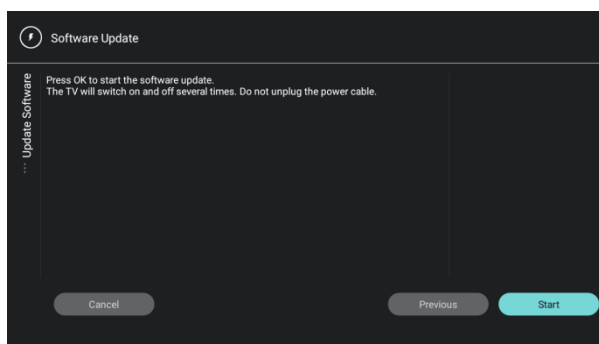 Software Update
... Update Software
Press OK to start the software update.
The TV will switch on and off several times. Do not unplug the power cable.
Cancel
Previous
Start